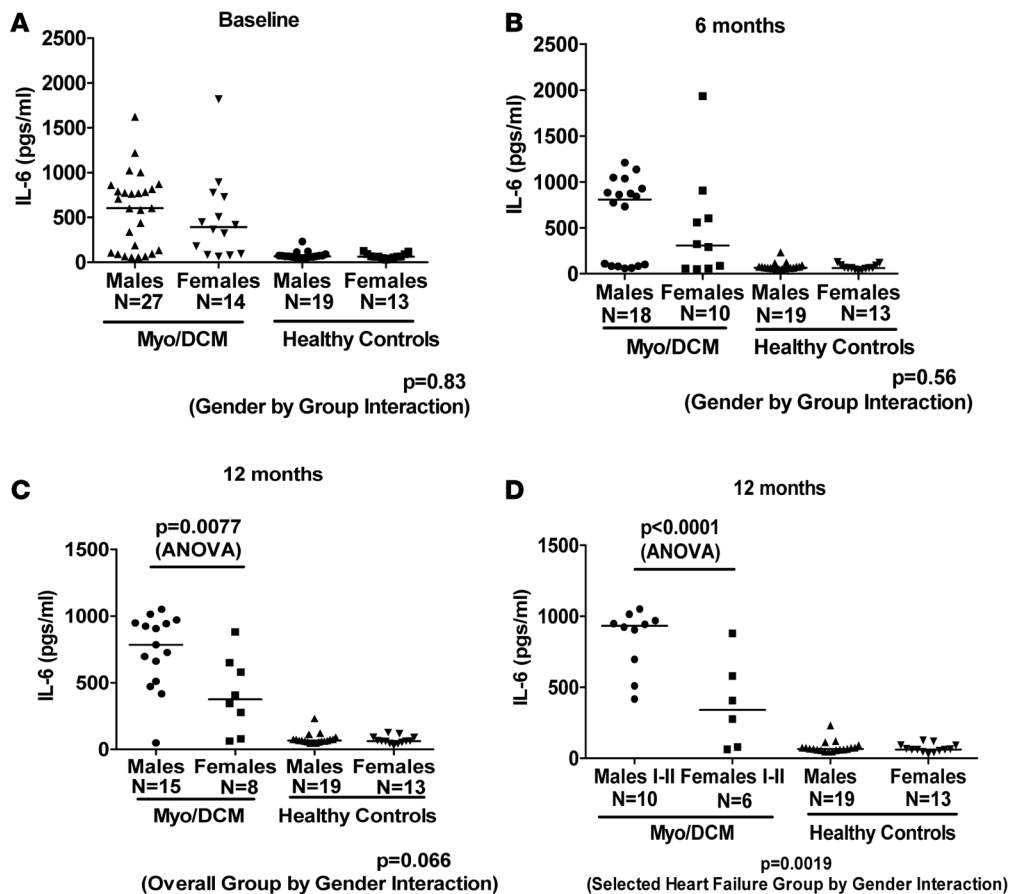 A
Baseline
2500
2000
1500
1000
500
0
IL-6 (pgs/ml)
Males Females Males Females
N=27 N=14 N=19 N=13
Myo/DCM Healthy Controls
p=0.83
(Gender by Group Interaction)
B
6 months
2500
2000
1500
1000
500
0
IL-6 (pgs/ml)
Males Females Males Females
N=18 N=10 N=19 N=13
Myo/DCM Healthy Controls
p=0.56
(Gender by Group Interaction)
C
12 months
p=0.0077
(ANOVA)
1500
1000
500
0
IL-6 (pgs/ml)
Males Females Males Females
N=15 N=8 N=19 N=13
Myo/DCM Healthy Controls
p=0.066
(Overall Group by Gender Interaction)
D
12 months
p<0.0001
(ANOVA)
1500
1000
500
0
IL-6 (pgs/ml)
Males I-II Females I-II Males Females
N=10 N=6 N=19 N=13
Myo/DCM Healthy Controls
p=0.0019
(Selected Heart Failure Group by Gender Interaction)